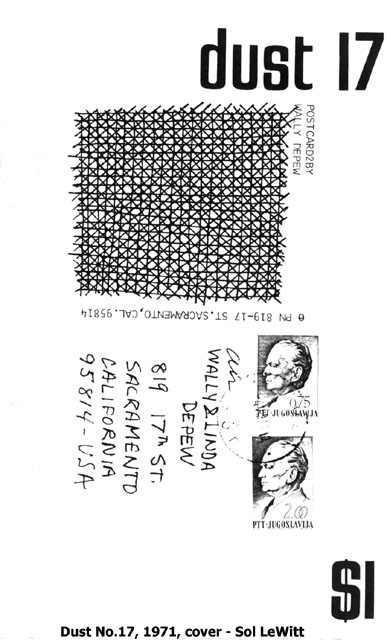 dust 17
POSTCARD2BY
WALLY DEPEW
© PN 819-17 ST.SACRAMENTO,CAL.95814
air
WALLY & LINDA
DEPEW
819 17th ST.
SACRAMENTO
CALIFORNIA
95814-USA
0.75
PTT-JUGOSLAVIJA
2.00
PTT-JUGOSLAVIJA
$1
Dust No.17, 1971, cover - Sol LeWitt